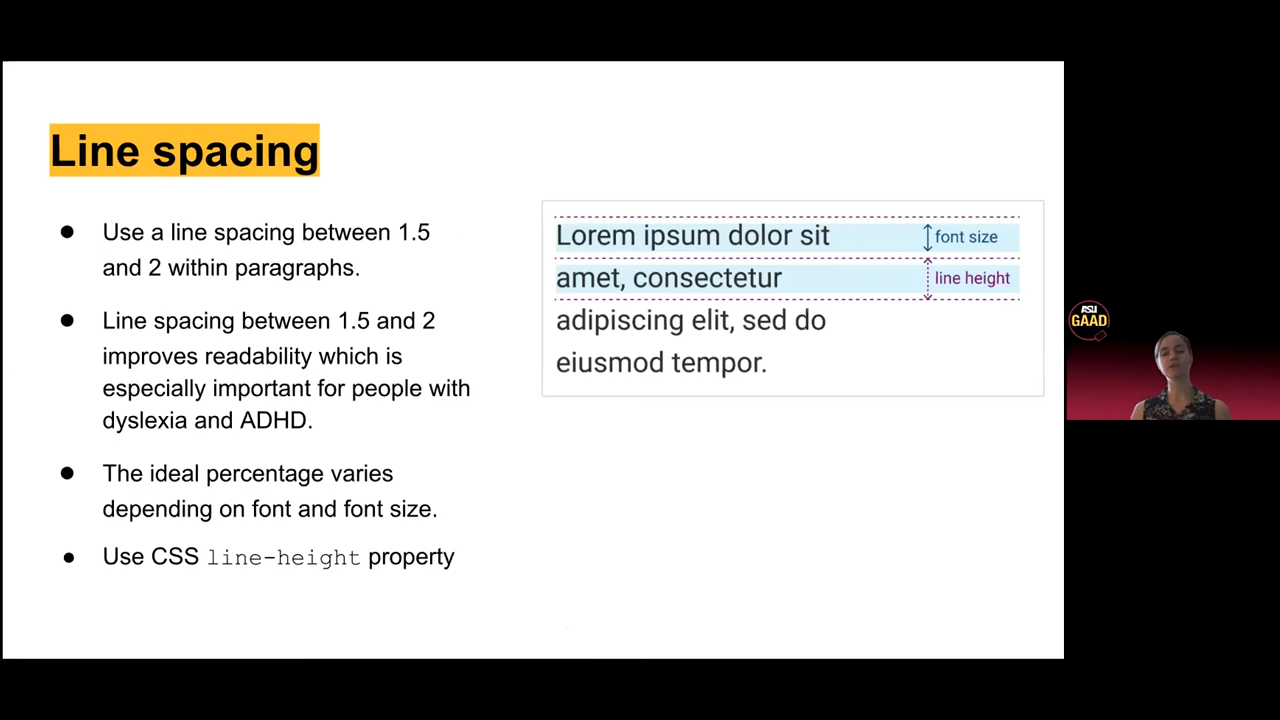 Line spacing
● Use a line spacing between 1.5
and 2 within paragraphs.
● Line spacing between 1.5 and 2
improves readability which is
especially important for people with
dyslexia and ADHD.
● The ideal percentage varies
depending on font and font size.
● Use CSS line-height property
Lorem ipsum dolor sit font size
amet, consectetur line height
adipiscing elit, sed do
eiusmod tempor.
ASU
GAAD